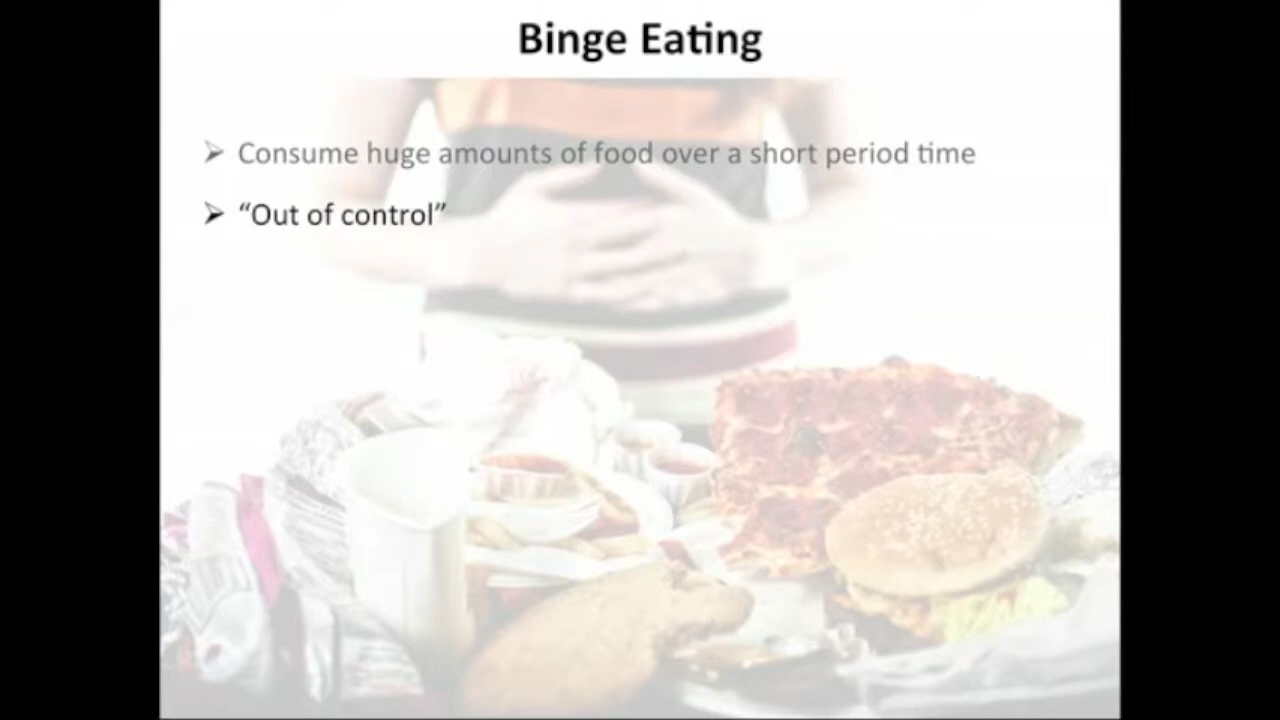 Binge Eating
➢ Consume huge amounts of food over a short period time
➢ “Out of control”